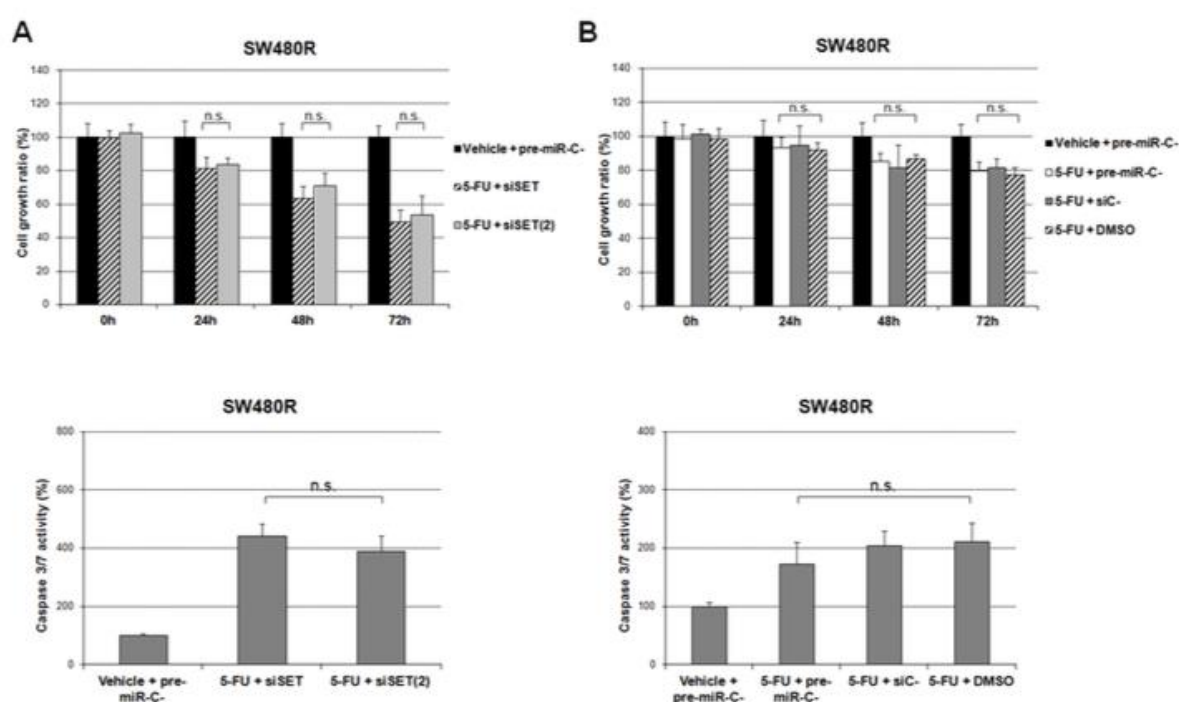 A
SW480R
Cell growth ratio (%)
140
120
100
80
60
40
20
0
n.s.
n.s.
n.s.
0h 24h 48h 72h
Vehicle + pre-miR-C-
5-FU + siSET
5-FU + siSET(2)
B
SW480R
Cell growth ratio (%)
140
120
100
80
60
40
20
0
n.s.
n.s.
n.s.
0h 24h 48h 72h
Vehicle + pre-miR-C-
5-FU + pre-miR-C-
5-FU + siC-
5-FU + DMSO
SW480R
Caspase 3/7 activity (%)
800
600
400
200
0
n.s.
Vehicle + pre-
miR-C-
5-FU + siSET
5-FU + siSET(2)
SW480R
Caspase 3/7 activity (%)
400
300
200
100
0
n.s.
Vehicle +
pre-miR-C-
5-FU + pre-
miR-C-
5-FU + siC-
5-FU + DMSO